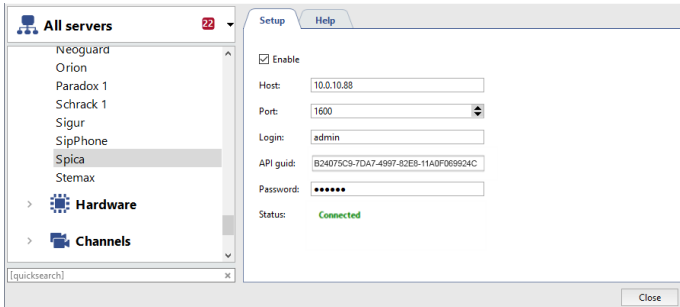 All servers 22
Neoguard
Orion
Paradox 1
Schrack 1
Sigur
SipPhone
Spica
Stemax
Hardware
Channels
[quicksearch]
Setup Help
Enable
Host: 10.0.10.88
Port: 1600
Login: admin
API guid: B24075C9-7DA7-4997-82E8-11A0F069924C
Password: ●●●●●●
Status: Connected
Close